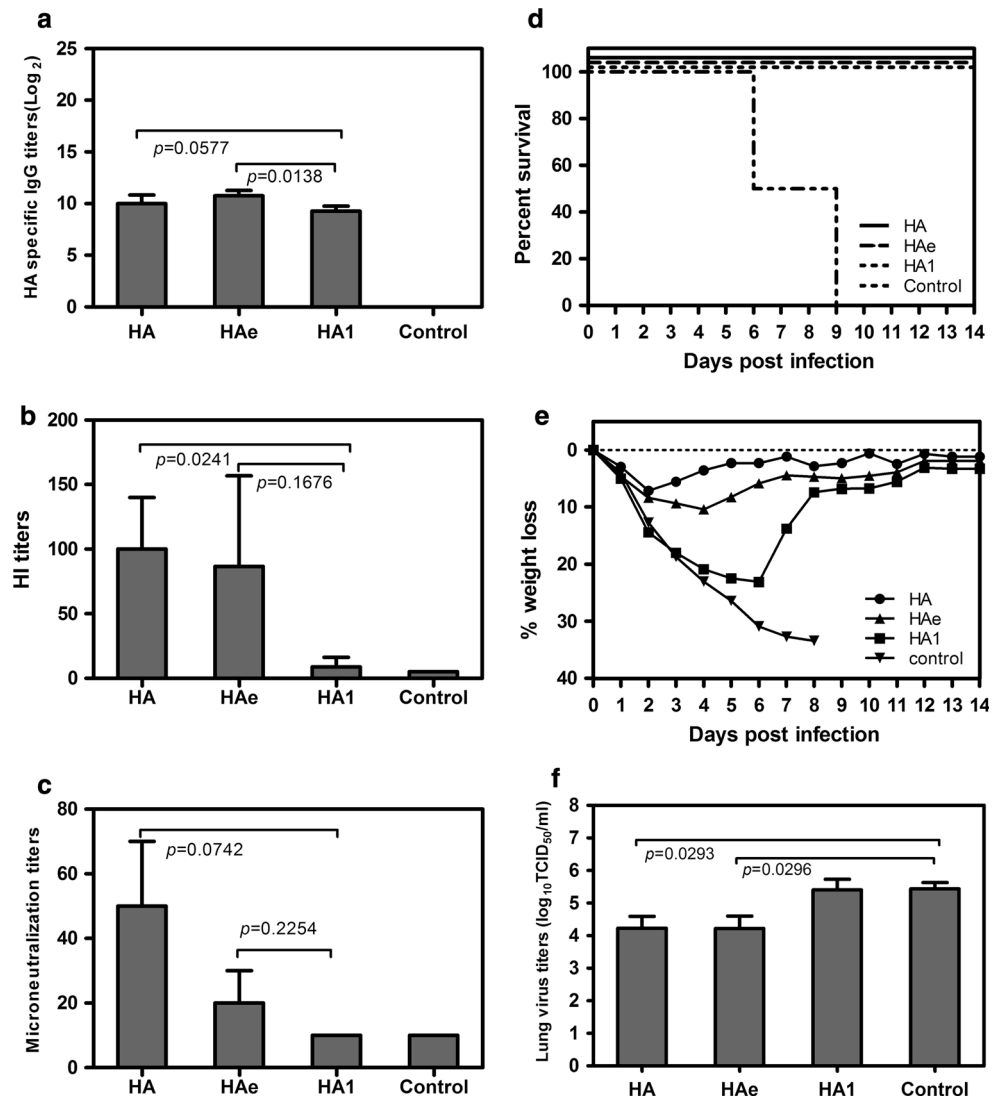 a
HA specific IgG titers(Log 2)
25
20
15
10
5
0
p=0.0577
p=0.0138
HA HAe HA1 Control
b
HI titers
200
150
100
50
0
p=0.0241
p=0.1676
HA HAe HA1 Control
c
Microneutralization titers
80
60
40
20
0
p=0.0742
p=0.2254
HA HAe HA1 Control
d
Percent survival
100
80
60
40
20
0
HA
HAe
HA1
Control
0 1 2 3 4 5 6 7 8 9 10 11 12 13 14
Days post infection
e
% weight loss
0
10
20
30
40
HA
HAe
HA1
control
0 1 2 3 4 5 6 7 8 9 10 11 12 13 14
Days post infection
f
Lung virus titers (log10TCID50/ml)
8
7
6
5
4
3
2
1
0
p=0.0293
p=0.0296
HA HAe HA1 Control